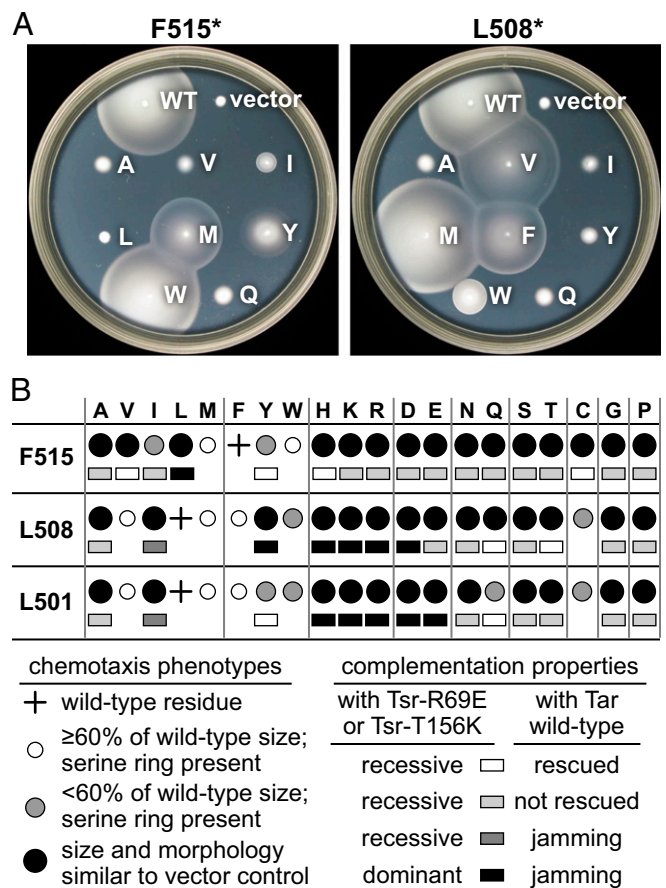 A
F515* L508*
WT vector WT vector
A V I A V I
L M Y M F Y
W Q W Q
B
A V I L M F Y W H K R D E N Q S T C G P
F515
L508
L501
chemotaxis phenotypes complementation properties
with Tsr-R69E with Tar
or Tsr-T156K wild-type
+ wild-type residue
≥60% of wild-type size;
serine ring present
<60% of wild-type size;
serine ring present
size and morphology
similar to vector control
recessive rescued
recessive not rescued
recessive jamming
dominant jamming